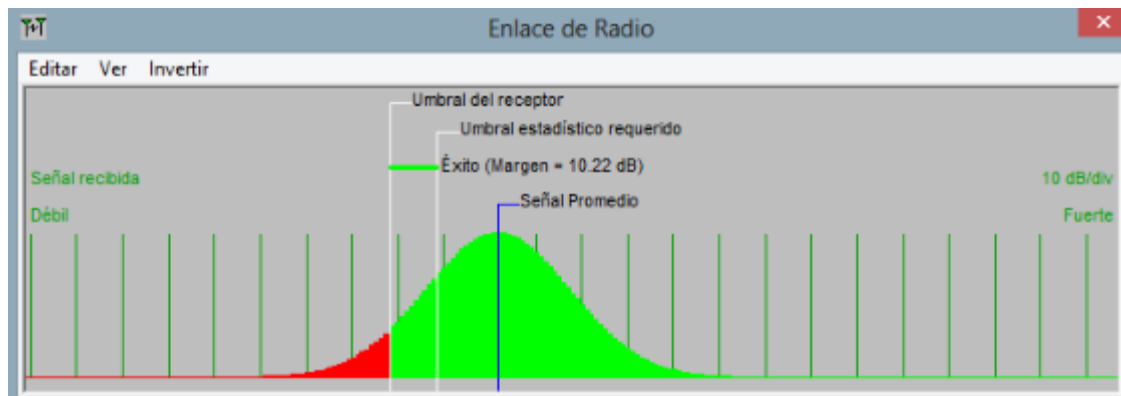 Enlace de Radio
Editar Ver Invertir
Umbral del receptor
Umbral estadístico requerido
Éxito (Margen = 10.22 dB)
Señal recibida
10 dB/div
Señal Promedio
Débil
Fuerte